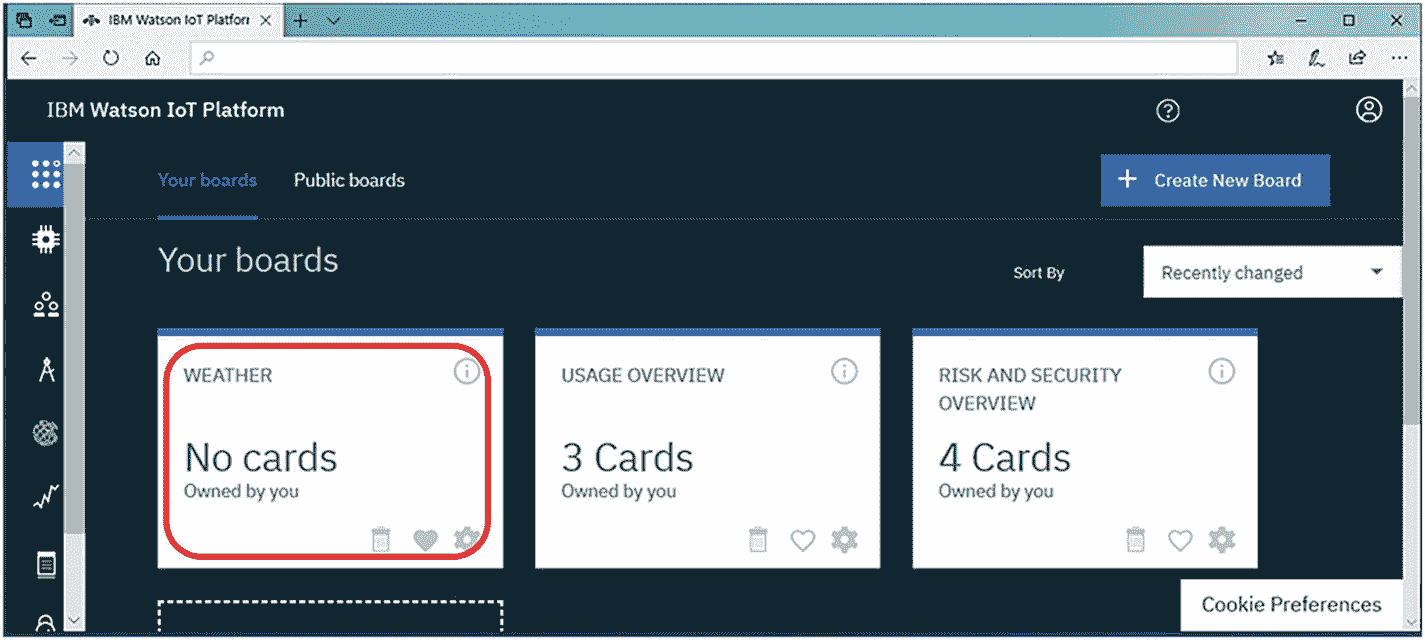 IBM Watson IoT Platforr
IBM Watson IoT Platform
Your boards Public boards
+ Create New Board
Your boards
Sort By Recently changed
WEATHER
No cards
Owned by you
USAGE OVERVIEW
3 Cards
Owned by you
RISK AND SECURITY
OVERVIEW
4 Cards
Owned by you
Cookie Preferences